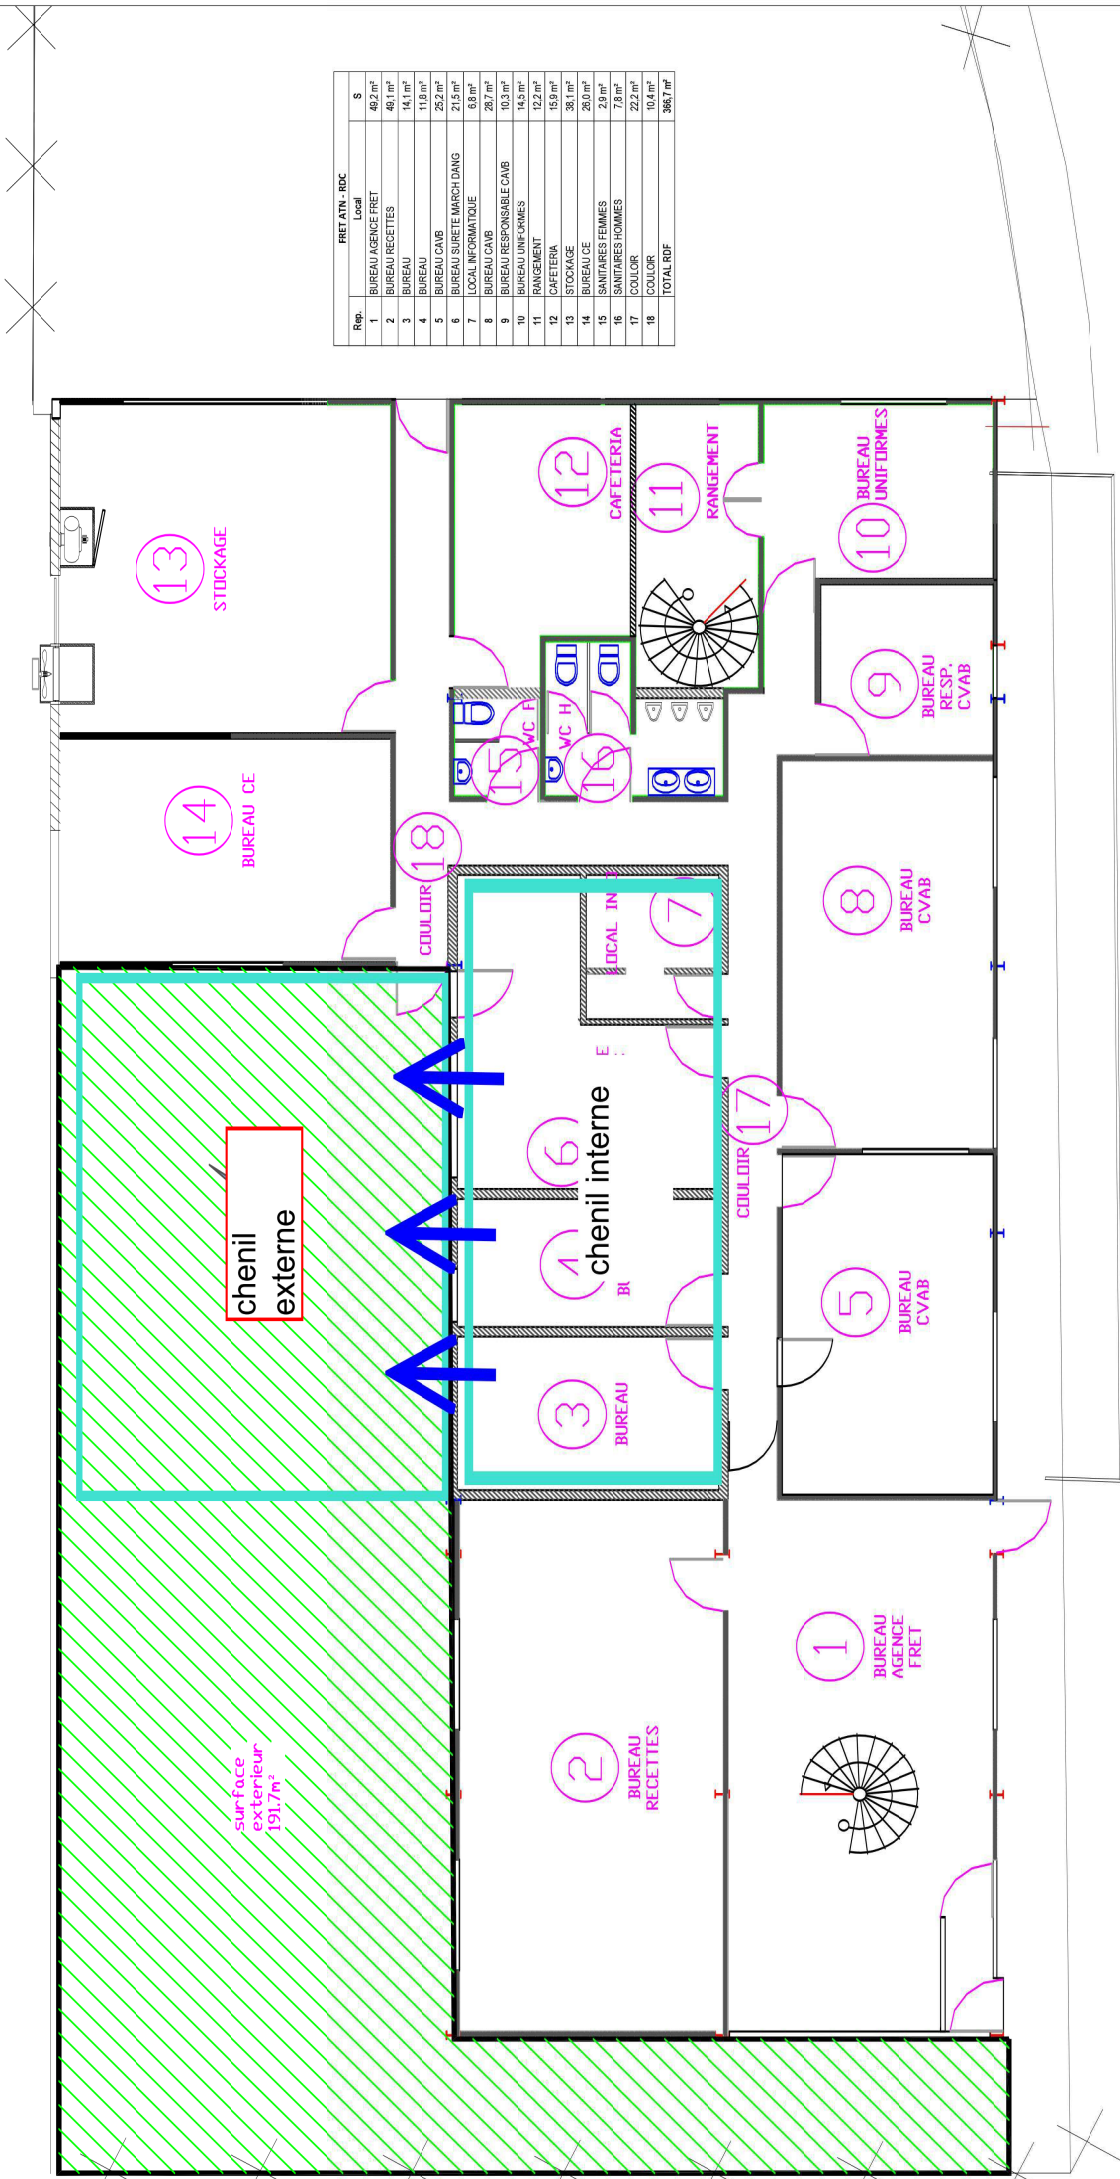 FRET ATN - RDC
Rep. Local S
1 BUREAU AGENCE FRET 49,2 m²
2 BUREAU RECETTES 49,1 m²
3 BUREAU 14,1 m²
4 BUREAU 11,8 m²
5 BUREAU CAVB 25,2 m²
6 BUREAU SURETE MARCH DANG 21,5 m²
7 LOCAL INFORMATIQUE 6,8 m²
8 BUREAU CAVB 28,7 m²
9 BUREAU RESPONSABLE CAVB 10,3 m²
10 BUREAU UNIFORMES 14,5 m²
11 RANGEMENT 12,2 m²
12 CAFETERIA 15,9 m²
13 STOCKAGE 38,1 m²
14 BUREAU CE 26,0 m²
15 SANITAIRES FEMMES 2,9 m²
16 SANITAIRES HOMMES 7,8 m²
17 COULOIR 22,2 m²
18 COULOIR 10,4 m²
TOTAL RDF 366,7 m²
13
STOCKAGE
14
BUREAU CE
18
COULOIR
12
CAFETERIA
11
RANGEMENT
10
BUREAU
UNIFORMES
9
BUREAU
RESP.
CVAB
15
WC F
16
WC H
7
LOCAL IN
8
BUREAU
CVAB
17
COULOIR
6
E
chenil interne
4
BU
3
BUREAU
5
BUREAU
CVAB
chenil
externe
surface
exterieur
191.7m²
2
BUREAU
RECETTES
1
BUREAU
AGENCE
FRET